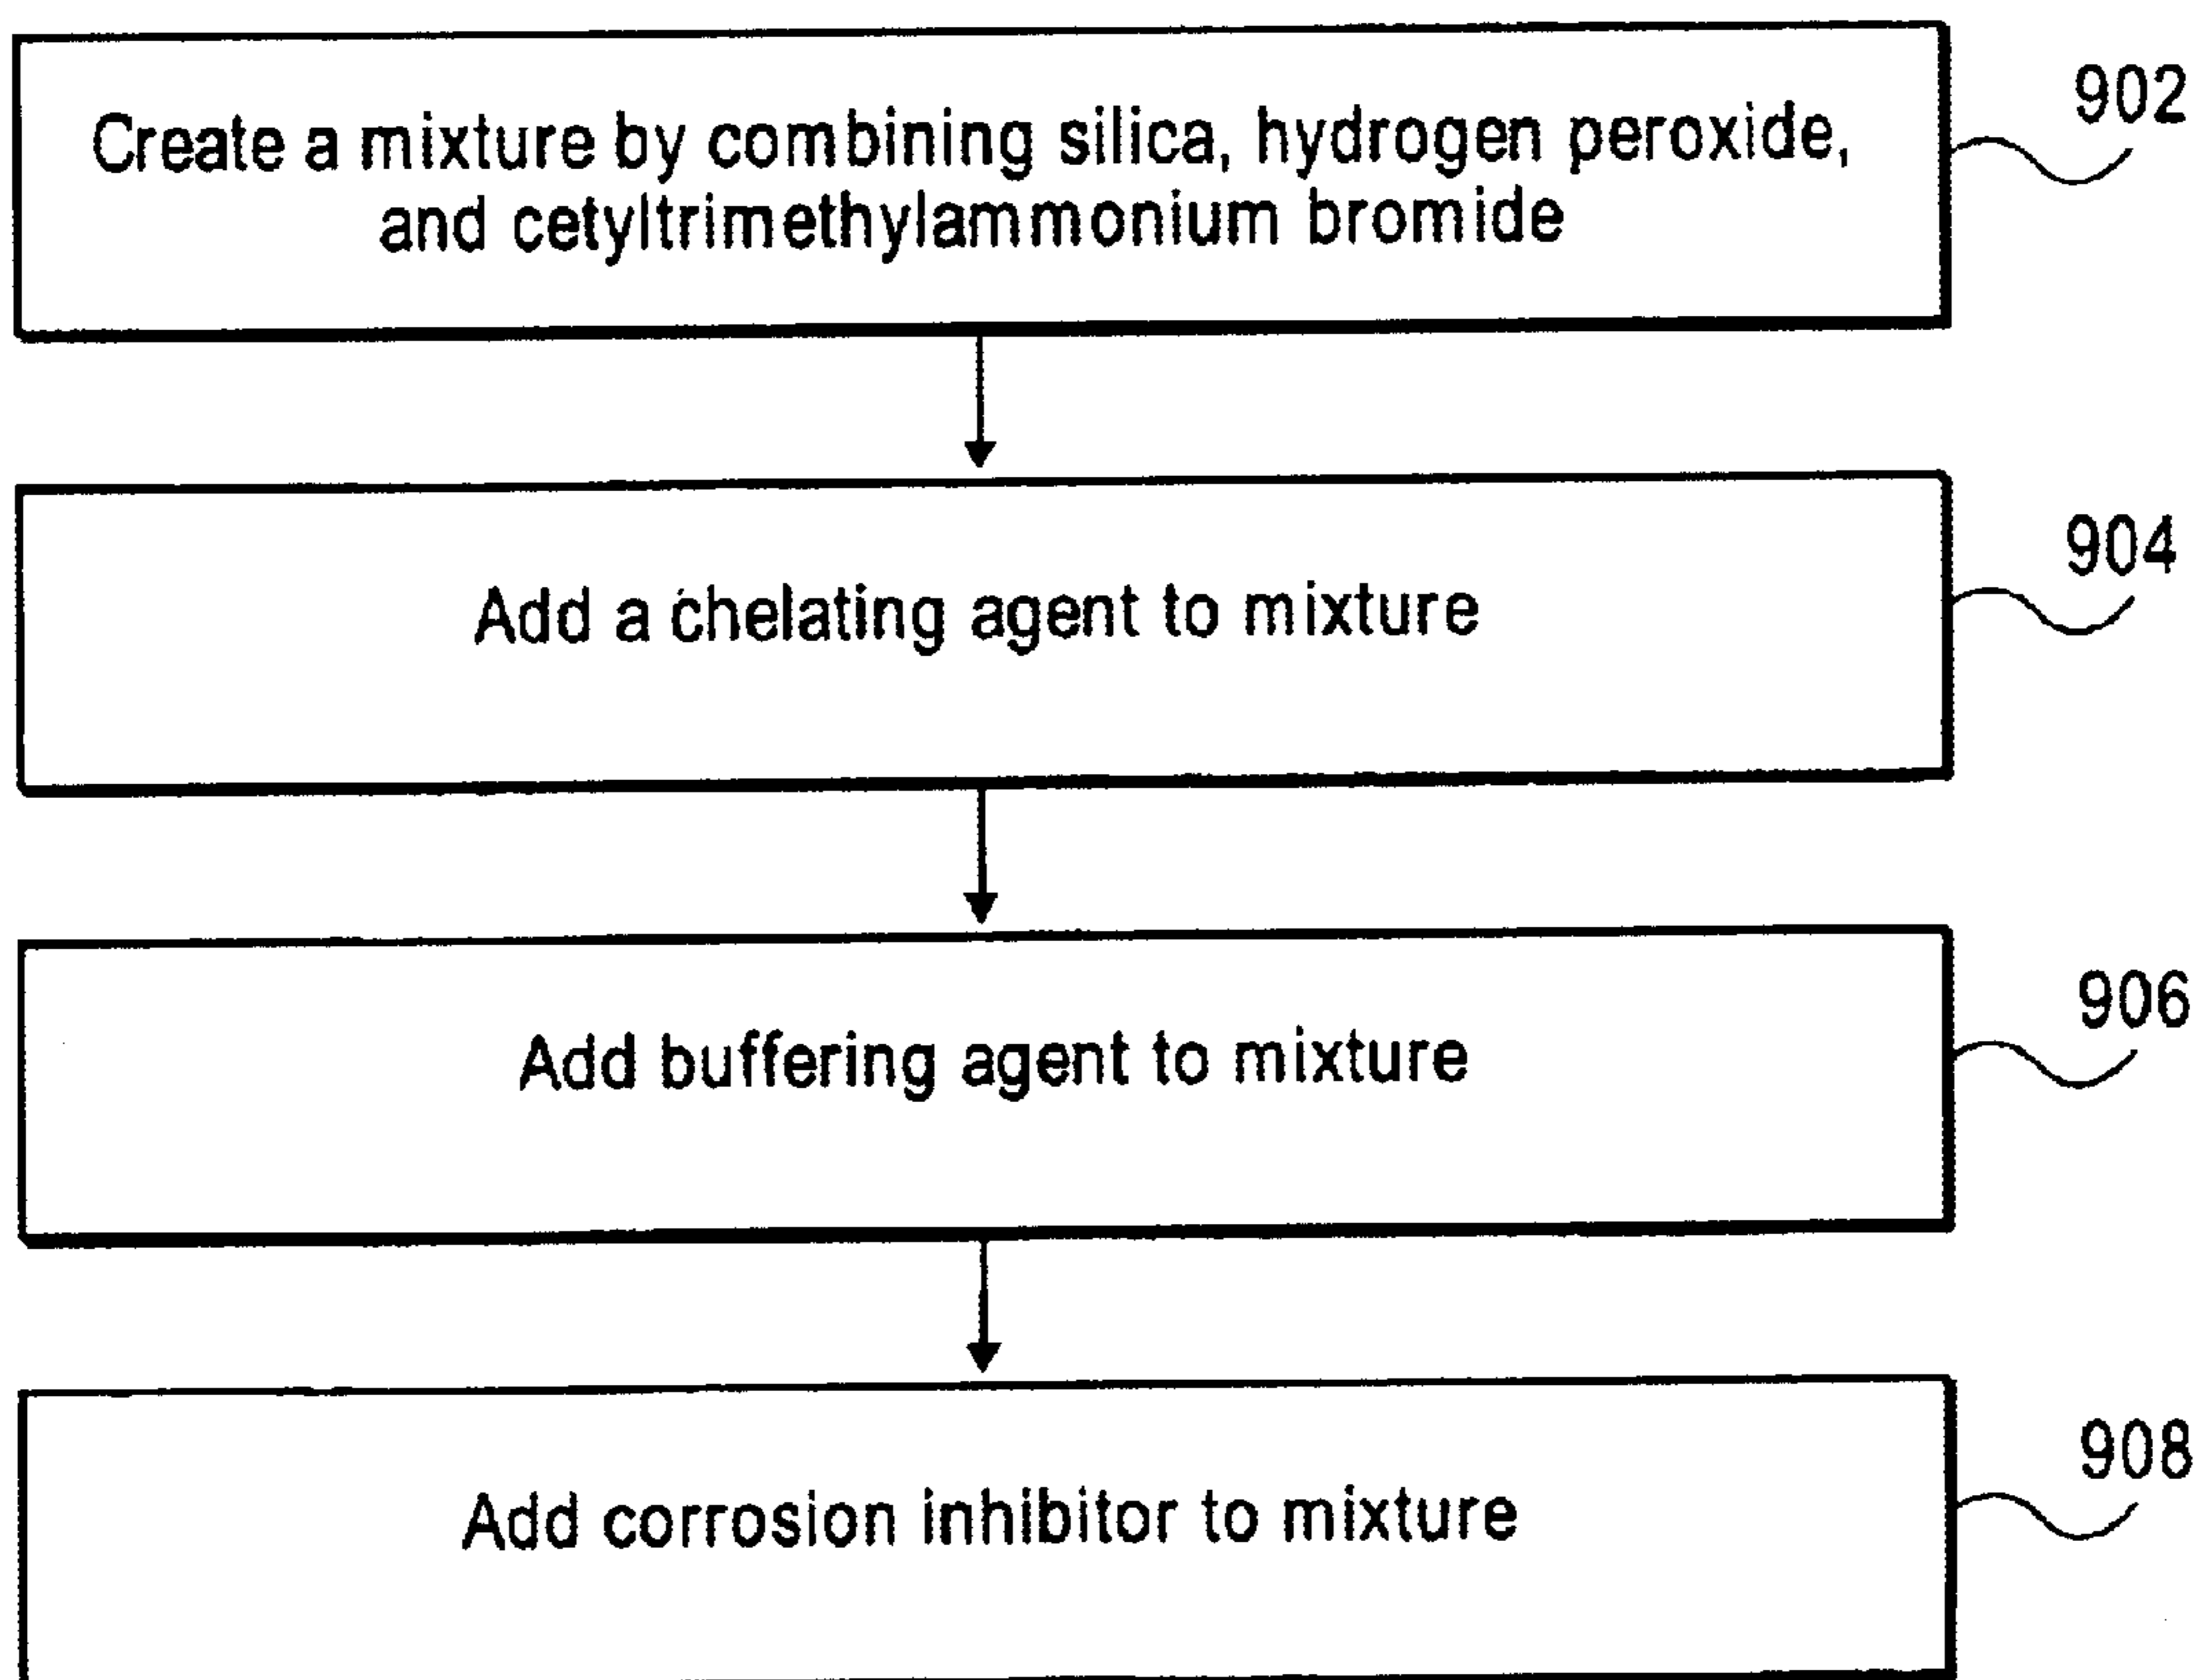 Create a mixture by combining silica, hydrogen peroxide,
and cetyltrimethylammonium bromide
902
Add a chelating agent to mixture
904
Add buffering agent to mixture
906
Add corrosion inhibitor to mixture
908